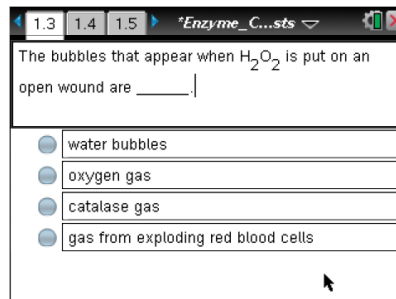 1.3 1.4 1.5 *Enzyme_C...sts
The bubbles that appear when H₂O₂ is put on an
open wound are ______.
water bubbles
oxygen gas
catalase gas
gas from exploding red blood cells